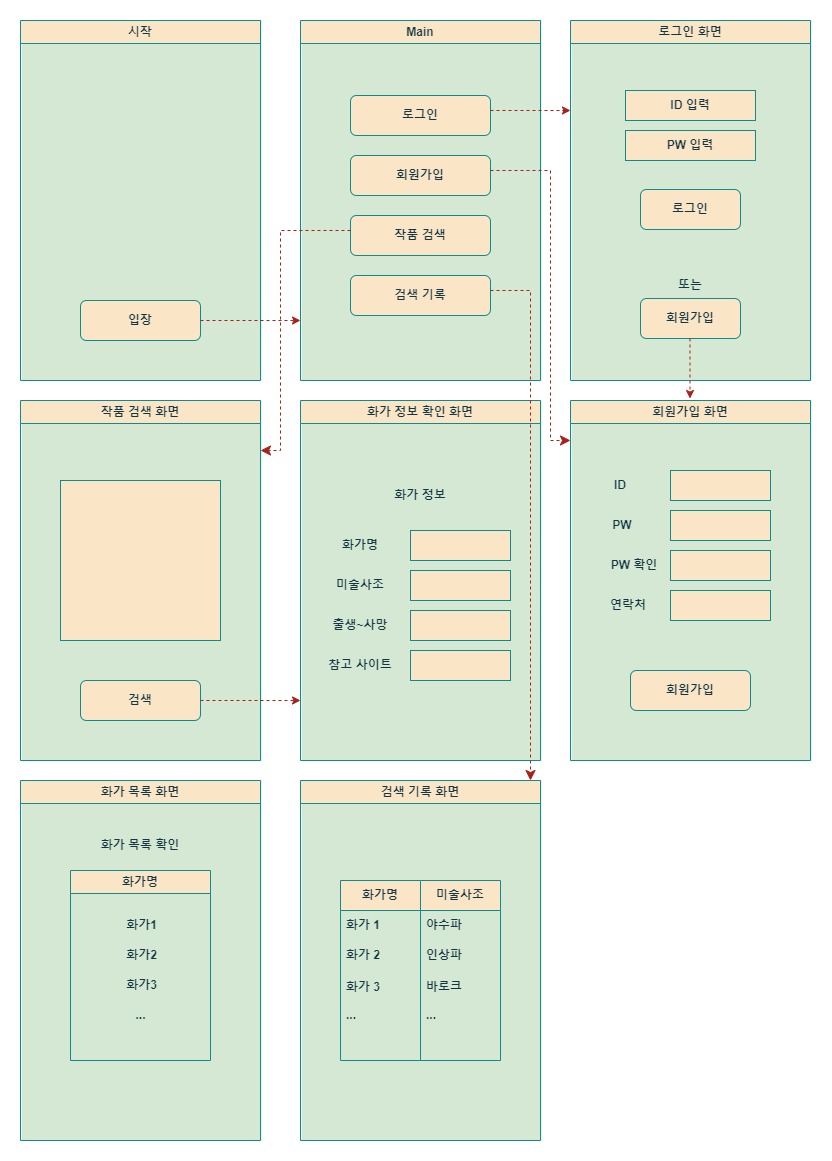 시작
입장
Main
로그인
회원가입
작품 검색
검색 기록
로그인 화면
ID 입력
PW 입력
로그인
또는
회원가입
작품 검색 화면
검색
화가 정보 확인 화면
화가 정보
화가명
미술사조
출생~사망
참고 사이트
회원가입 화면
ID
PW
PW 확인
연락처
회원가입
화가 목록 화면
화가 목록 확인
화가명
화가1
화가2
화가3
...
검색 기록 화면
화가명 미술사조
화가 1 야수파
화가 2 인상파
화가 3 바로크
... ...